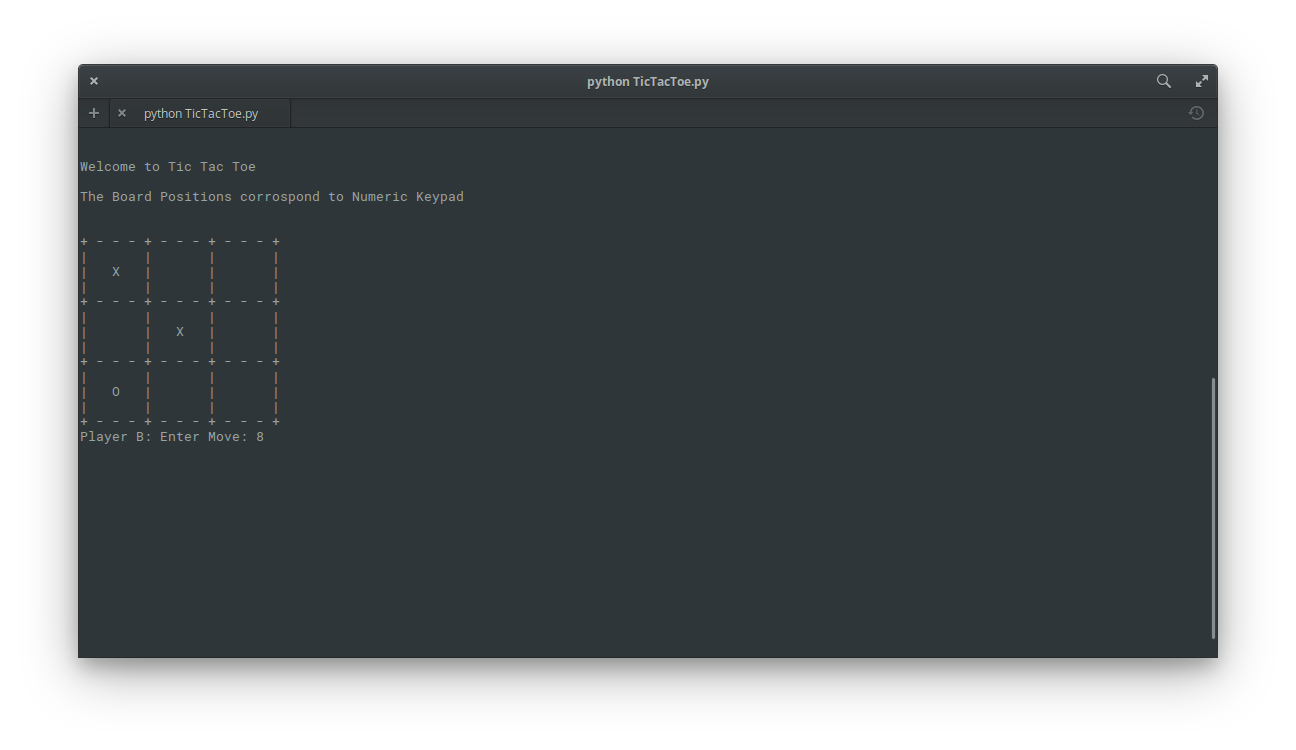 python TicTacToe.py
python TicTacToe.py
Welcome to Tic Tac Toe
The Board Positions corrospond to Numeric Keypad
+ - - - + - - - + - - - +
|       |       |       |
|   X   |       |       |
|       |       |       |
+ - - - + - - - + - - - +
|       |       |       |
|       |   X   |       |
|       |       |       |
+ - - - + - - - + - - - +
|       |       |       |
|   O   |       |       |
|       |       |       |
+ - - - + - - - + - - - +
Player B: Enter Move: 8